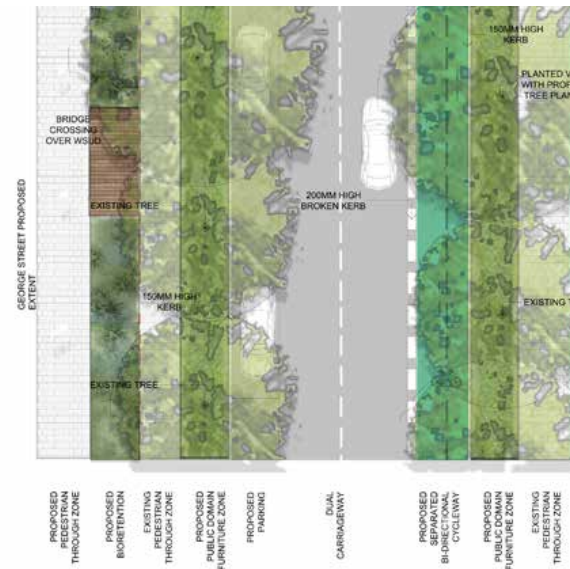 150MM HIGH
KERB
PLANTED
WITH
TREE
BRIDGE
CROSSING
OVER WSUD
EXISTING TREE
200MM HIGH
BROKEN KERB
GEORGE STREET PROPOSED
EXTENT
150MM HIGH
KERB
EXISTING
EXISTING TREE
PROPOSED
PEDESTRIAN
THROUGH ZONE
PROPOSED
BIORETENTION
EXISTING
PEDESTRIAN
THROUGH ZONE
PROPOSED
PUBLIC DOMAIN
FURNITURE ZONE
PROPOSED
PARKING
DUAL
CARRIAGEWAY
PROPOSED
SEPARATED
BI-DIRECTIONAL
CYCLEWAY
PROPOSED
PUBLIC DOMAIN
FURNITURE ZONE
EXISTING
PEDESTRIAN
THROUGH ZONE